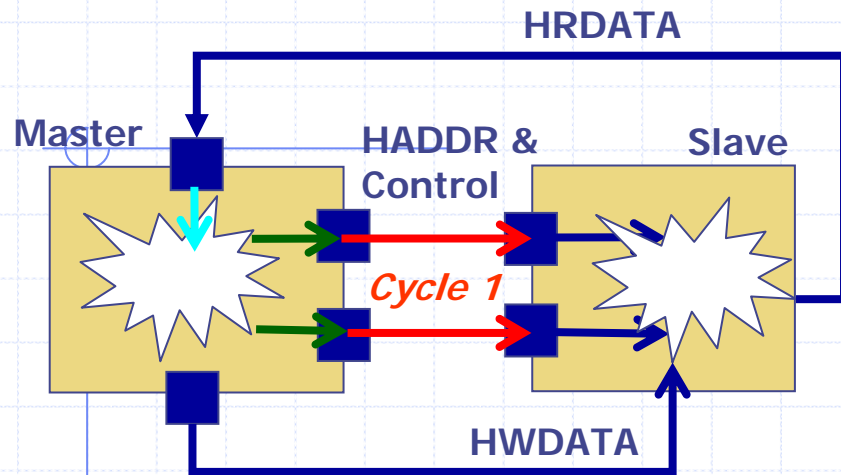 HRDATA
Master
HADDR &
Control
Slave
Cycle 1
HWDATA